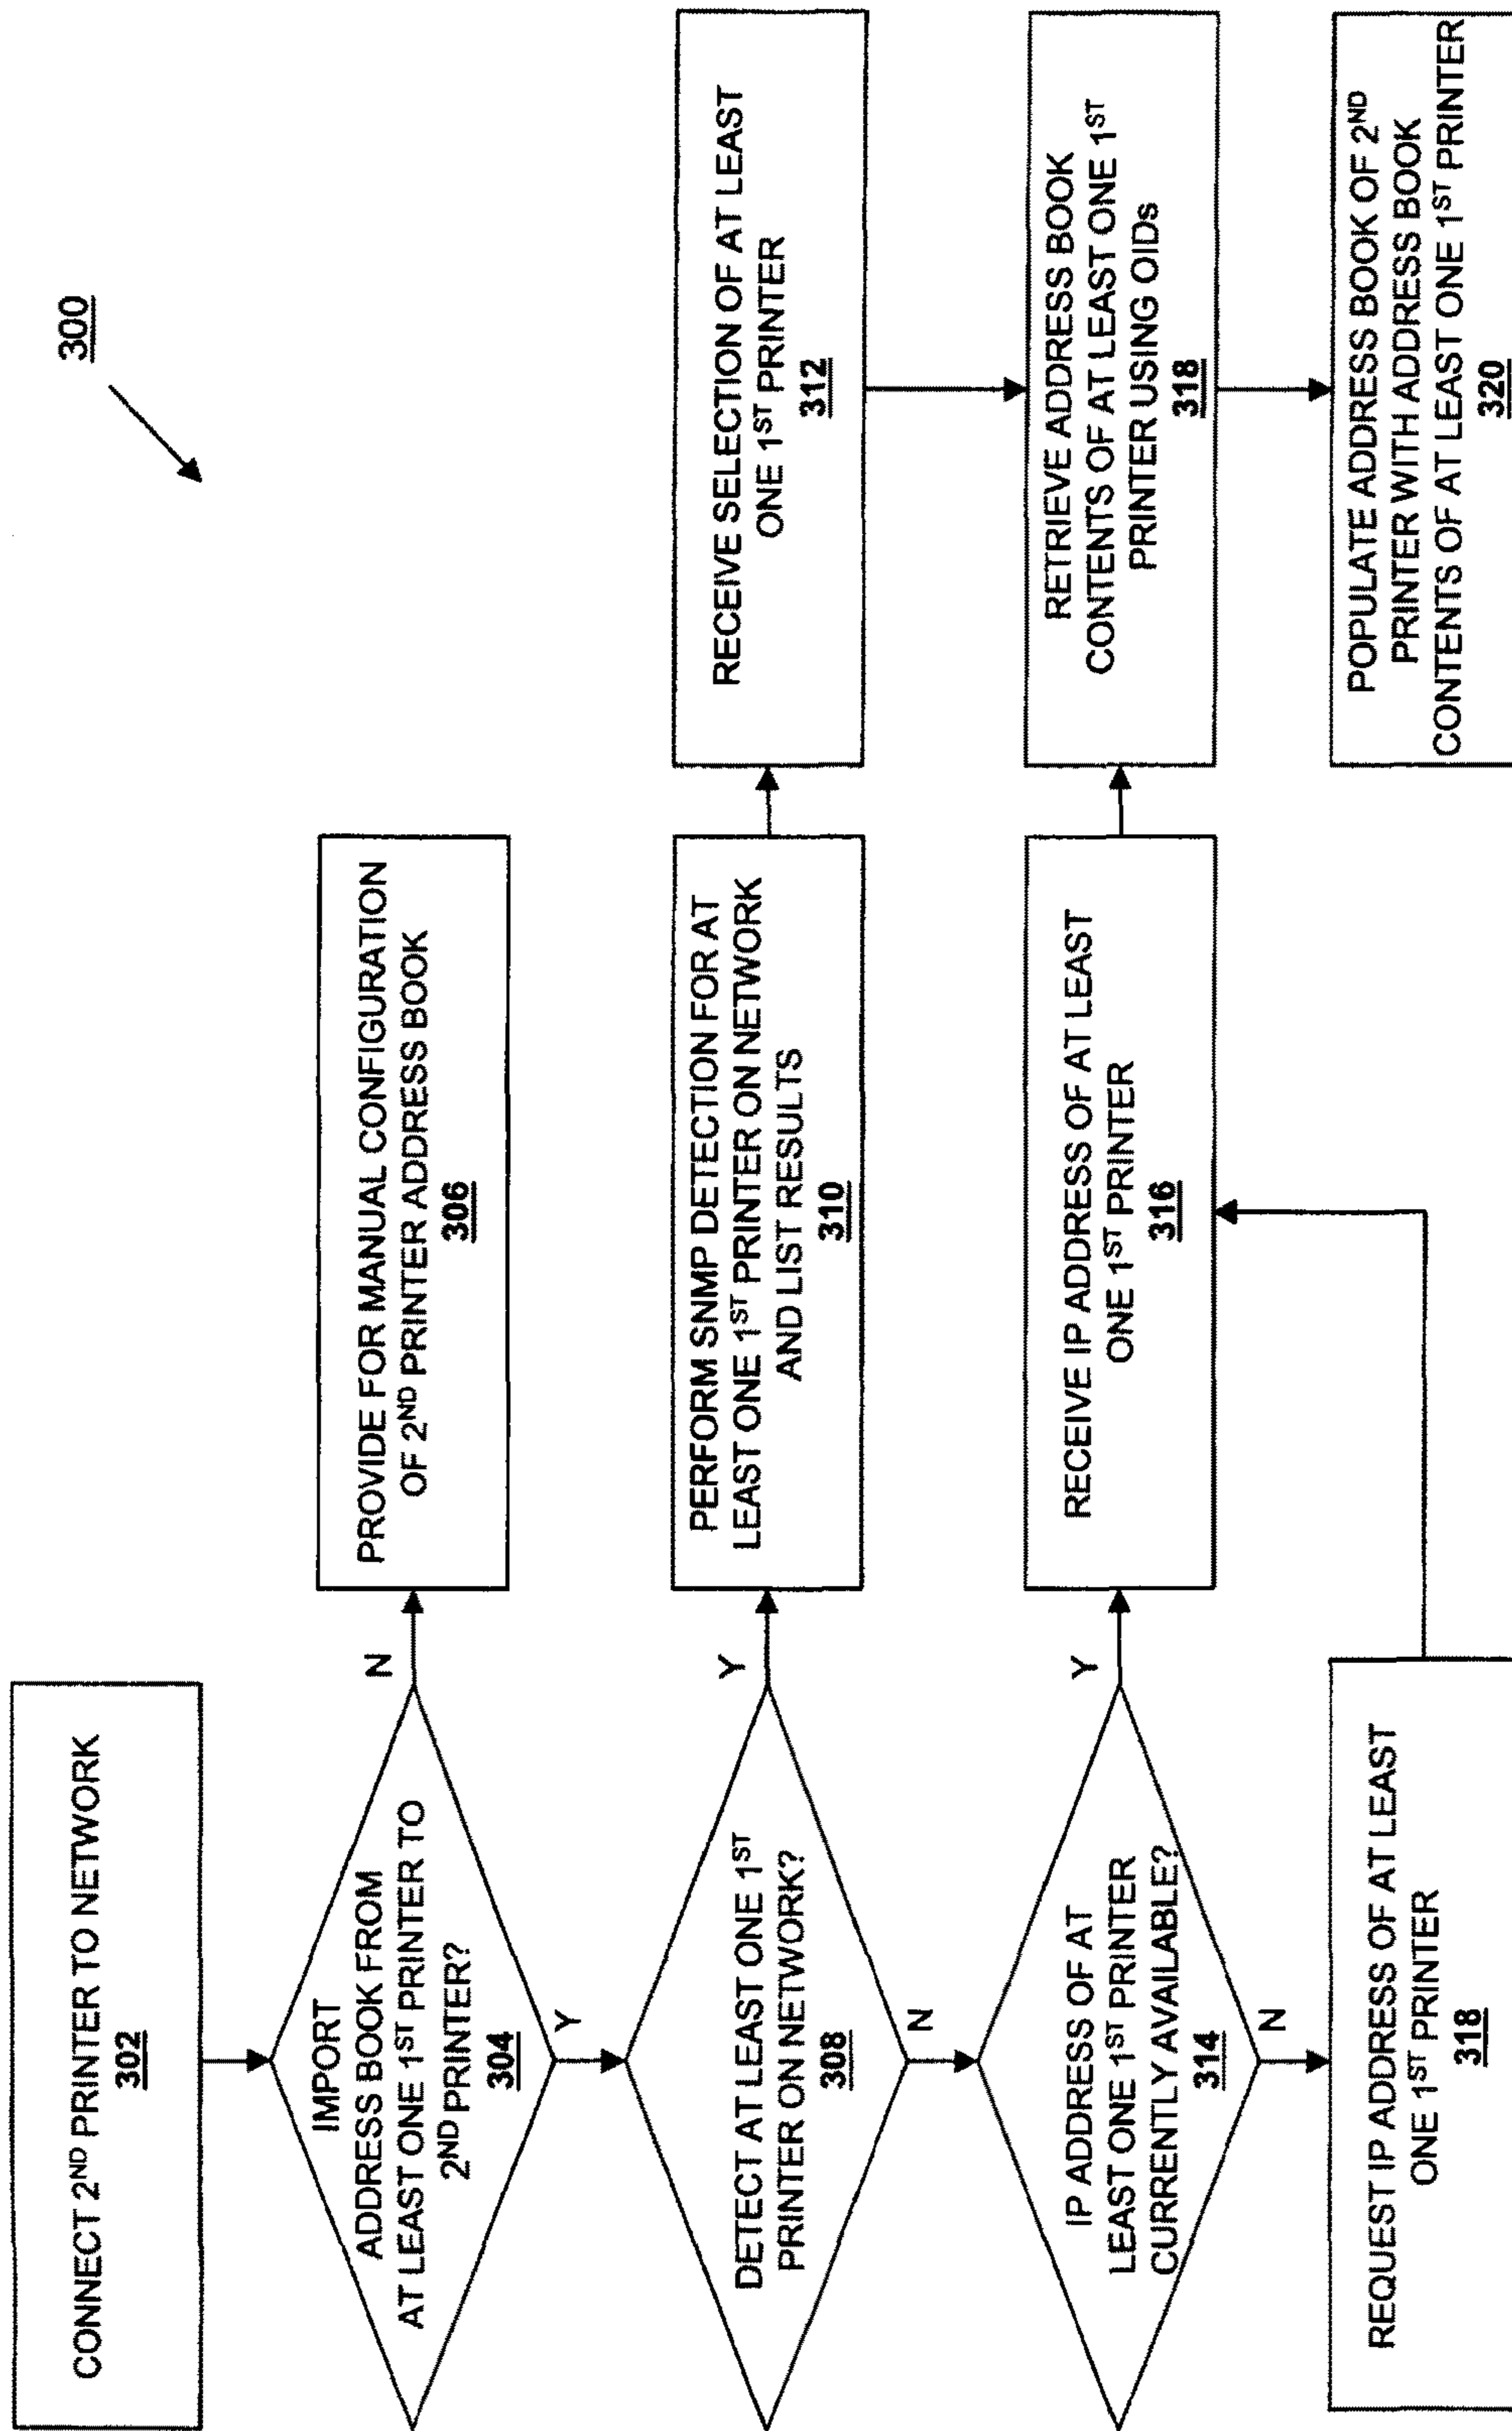 300
CONNECT 2ND PRINTER TO NETWORK
302
IMPORT
ADDRESS BOOK FROM
AT LEAST ONE 1ST PRINTER TO
2ND PRINTER?
304
N
Y
PROVIDE FOR MANUAL CONFIGURATION
OF 2ND PRINTER ADDRESS BOOK
306
DETECT AT LEAST ONE 1ST
PRINTER ON NETWORK?
308
Y
N
PERFORM SNMP DETECTION FOR AT
LEAST ONE 1ST PRINTER ON NETWORK
AND LIST RESULTS
310
RECEIVE SELECTION OF AT LEAST
ONE 1ST PRINTER
312
IP ADDRESS OF AT
LEAST ONE 1ST PRINTER
CURRENTLY AVAILABLE?
314
Y
N
RECEIVE IP ADDRESS OF AT LEAST
ONE 1ST PRINTER
316
RETRIEVE ADDRESS BOOK
CONTENTS OF AT LEAST ONE 1ST
PRINTER USING OIDs
318
REQUEST IP ADDRESS OF AT LEAST
ONE 1ST PRINTER
318
POPULATE ADDRESS BOOK OF 2ND
PRINTER WITH ADDRESS BOOK
CONTENTS OF AT LEAST ONE 1ST PRINTER
320